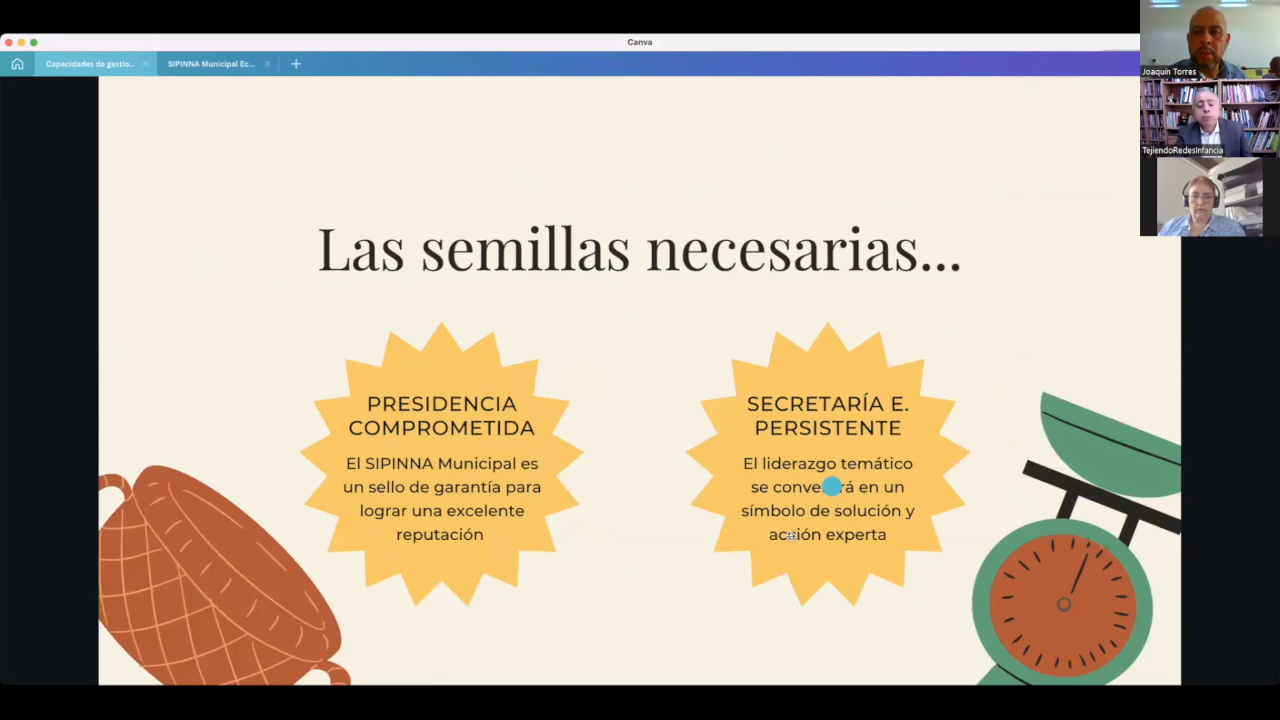 Canva
Capacidades de gestio...
SIPINNA Municipal Ec...
Joaquín Torres
TejiendoRedesInfancia
Las semillas necesarias...
PRESIDENCIA
COMPROMETIDA
El SIPINNA Municipal es
un sello de garantía para
lograr una excelente
reputación
SECRETARÍA E.
PERSISTENTE
El liderazgo temático
se en un
símbolo de solución y
acción experta